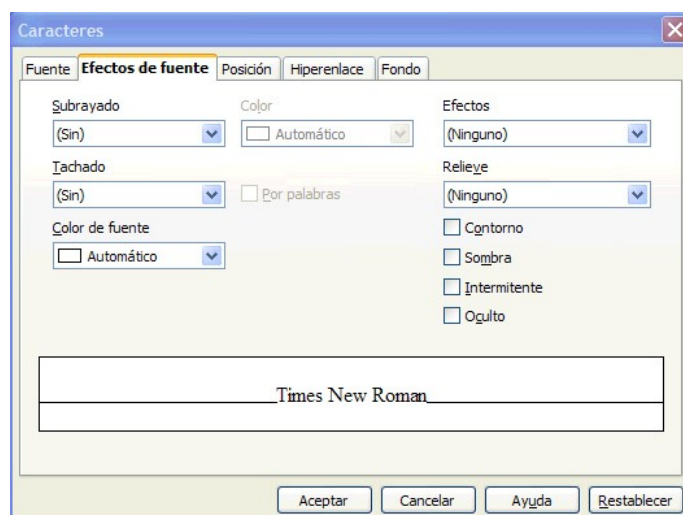 Caracteres
Fuente Efectos de fuente Posición Hiperenlace Fondo
Subrayado Color Efectos
(Sin) Automático (Ninguno)
Tachado Relieve
(Sin) Por palabras (Ninguno)
Color de fuente Contorno
Automático Sombra
Intermitente
Oculto
Times New Roman
Aceptar Cancelar Ayuda Restablecer